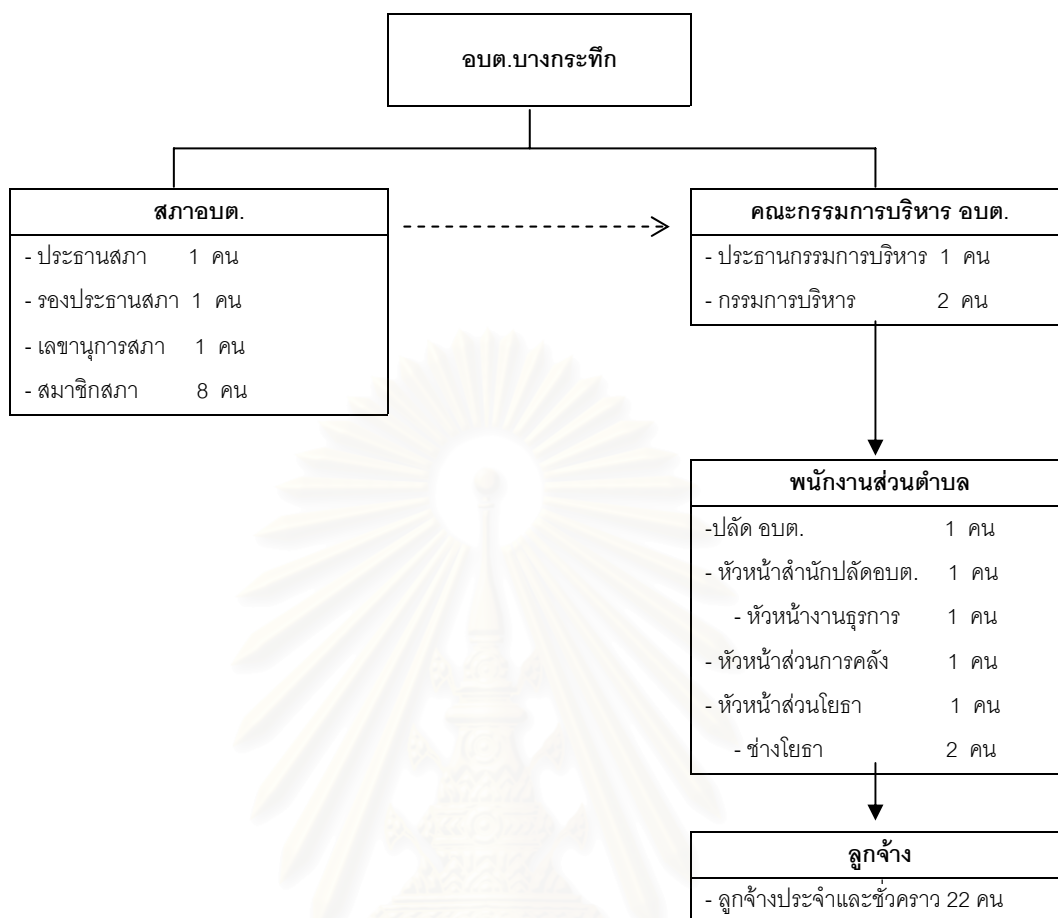 อบต.บางกระทึก
สภาอบต.
- ประธานสภา 1 คน
- รองประธานสภา 1 คน
- เลขานุการสภา 1 คน
- สมาชิกสภา 8 คน
คณะกรรมการบริหาร อบต.
- ประธานกรรมการบริหาร 1 คน
- กรรมการบริหาร 2 คน
พนักงานส่วนตำบล
-ปลัด อบต. 1 คน
- หัวหน้าสำนักปลัดอบต. 1 คน
- หัวหน้างานธุรการ 1 คน
- หัวหน้าส่วนการคลัง 1 คน
- หัวหน้าส่วนโยธา 1 คน
- ช่างโยธา 2 คน
ลูกจ้าง
- ลูกจ้างประจำและชั่วคราว 22 คน